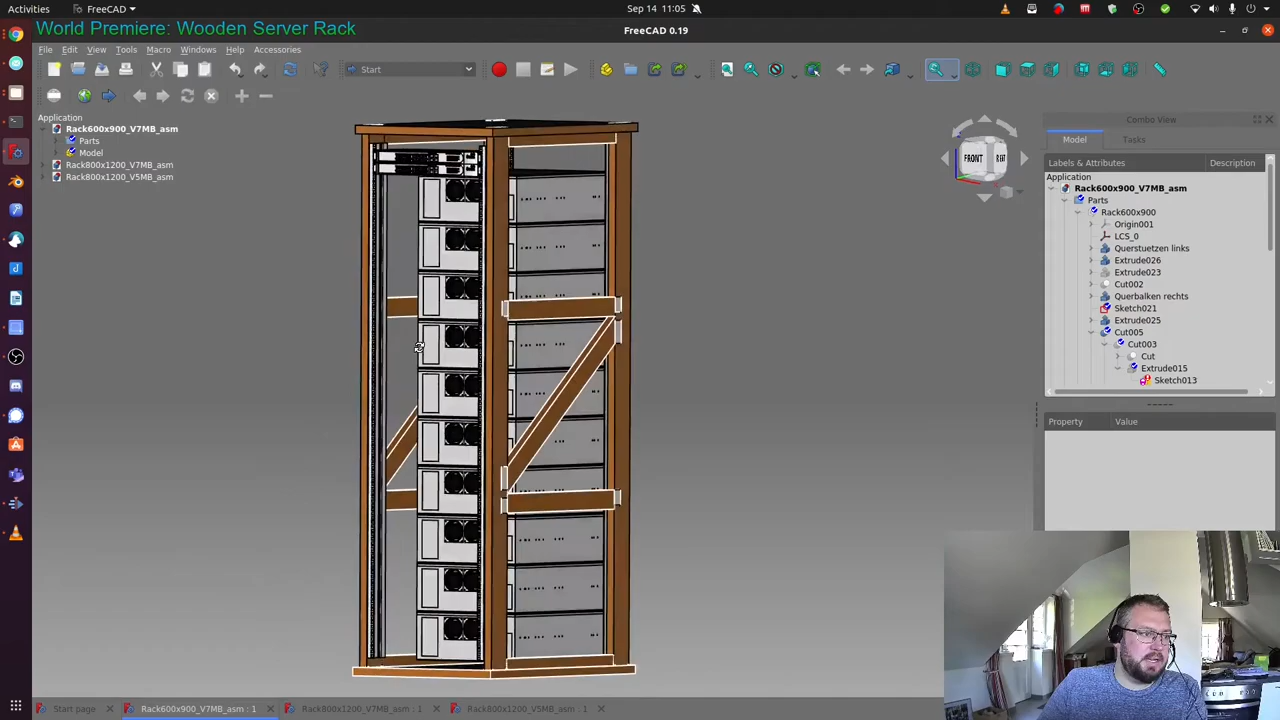 Activities
FreeCAD
Sep 14 11:05
World Premiere: Wooden Server Rack
FreeCAD 0.19
File Edit View Tools Macro Windows Help Accessories
Start
Application
Rack600x900_V7MB_asm
Parts
Model
Rack800x1200_V7MB_asm
Rack800x1200_V5MB_asm
FRONT
Combo View
Model
Tasks
Labels & Attributes
Description
Application
Rack600x900_V7MB_asm
Parts
Rack600x900
Origin001
LCS_0
Querstuetzen links
Extrude026
Extrude023
Cut002
Querbalken rechts
Sketch021
Extrude025
Cut005
Cut003
Cut
Extrude015
Sketch013
Property
Value
Start page
Rack600x900_V7MB_asm : 1
Rack800x1200_V7MB_asm : 1
Rack800x1200_V5MB_asm : 1